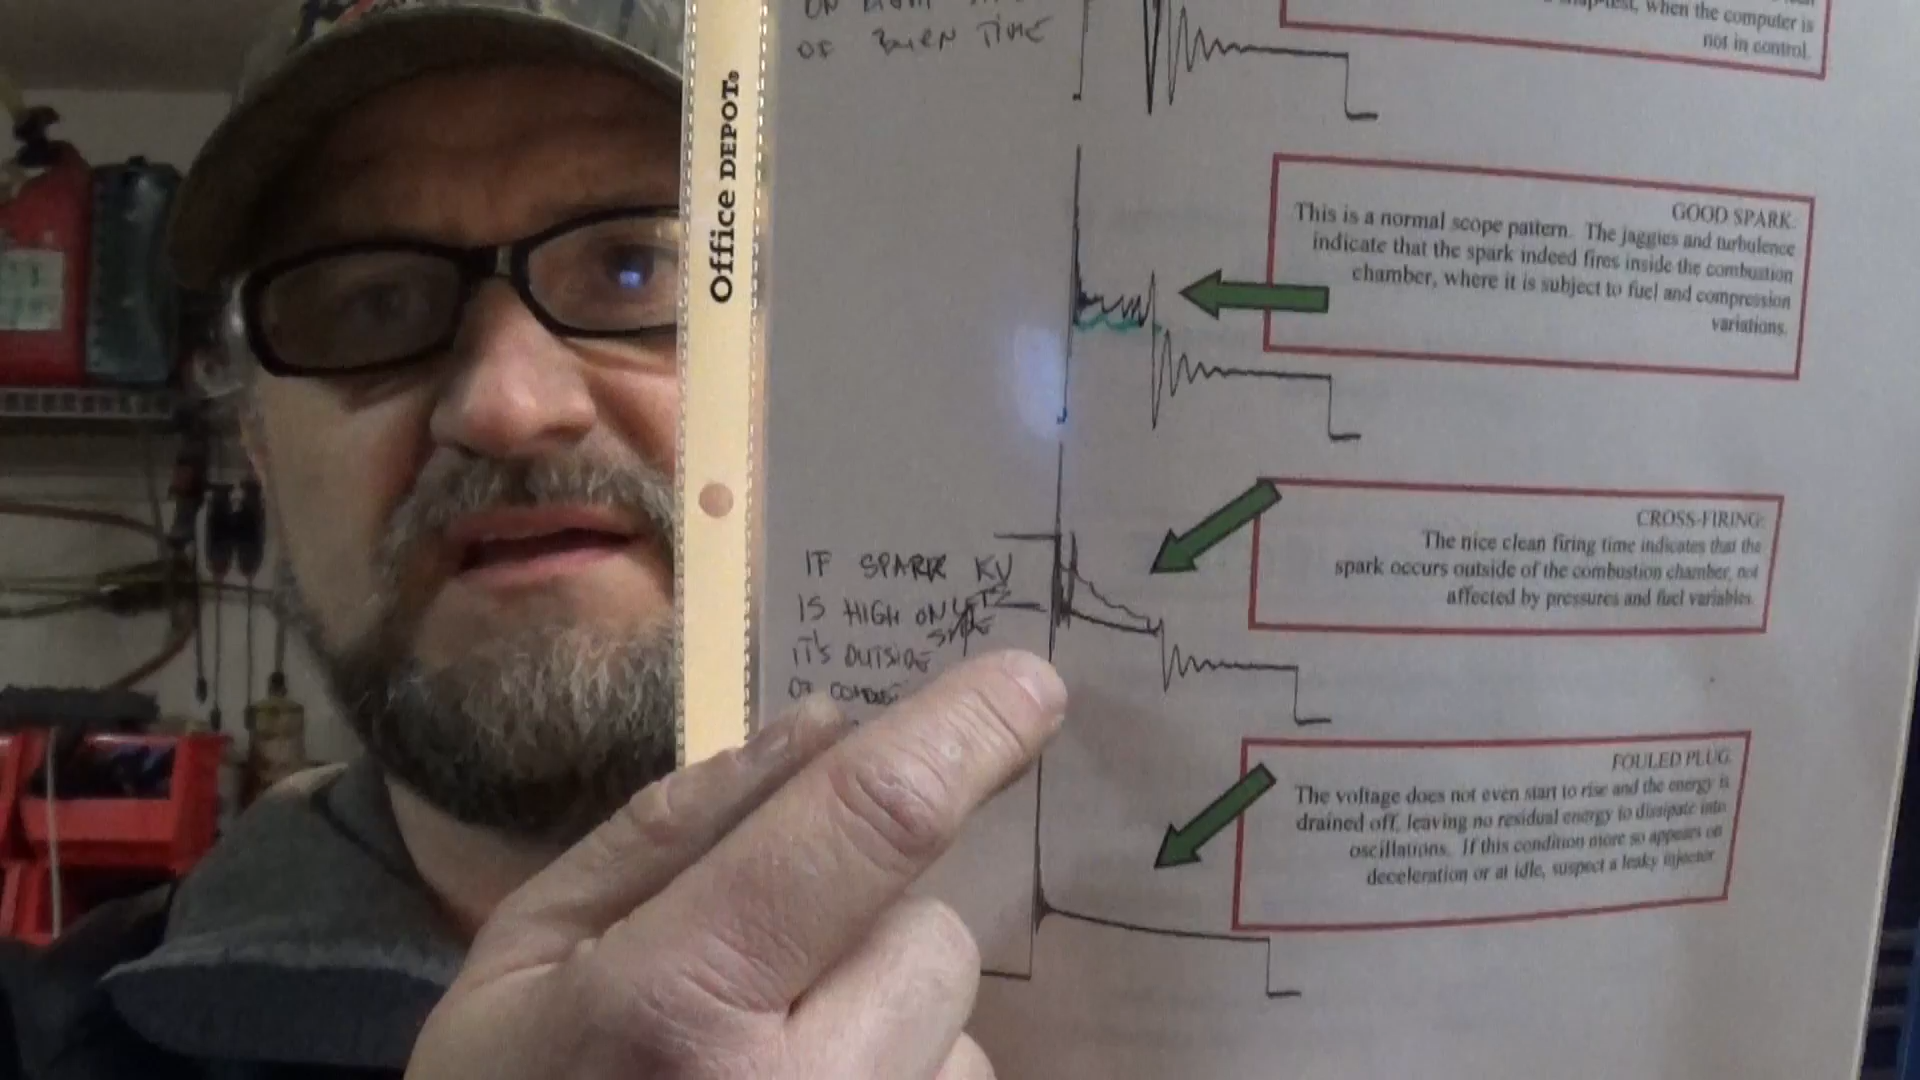 OF BURN TIME
when the computer is
not in control.
Office DEPOT®
GOOD SPARK:
This is a normal scope pattern. The jaggies and turbulence
indicate that the spark indeed fires inside the combustion
chamber, where it is subject to fuel and compression
variations.
CROSS-FIRING:
The nice clean firing time indicates that the
spark occurs outside of the combustion chamber, not
affected by pressures and fuel variables.
IF SPARK KV
IS HIGH ON
IT'S OUTSIDE
OF
FOULED PLUG:
The voltage does not even start to rise and the energy is
drained off, leaving no residual energy to dissipate into
oscillations. If this condition more so appears on
deceleration or at idle, suspect a leaky injector